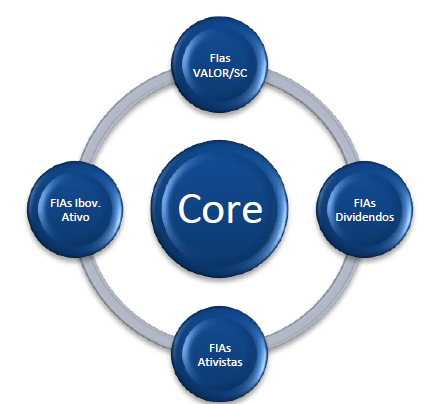 FIas
VALOR/SC
FIAs Ibov.
Ativo
Core
FIAs
Dividendos
FIAs
Ativistas